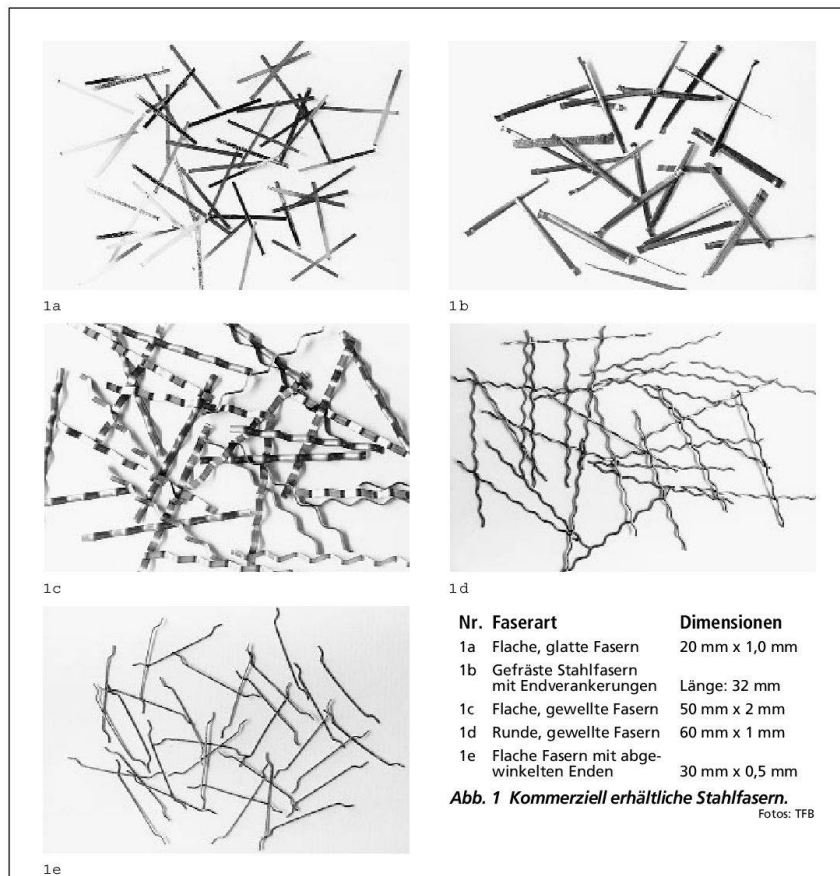 1a
1b
1c
1d
Nr. Faserart Dimensionen
1a Flache, glatte Fasern 20 mm x 1,0 mm
1b Gefräste Stahlfasern
mit Endverankerungen Länge: 32 mm
1c Flache, gewellte Fasern 50 mm x 2 mm
1d Runde, gewellte Fasern 60 mm x 1 mm
1e Flache Fasern mit abge-
winkelten Enden 30 mm x 0,5 mm
Abb. 1 Kommerziell erhältliche Stahlfasern.
Fotos: TFB
1e